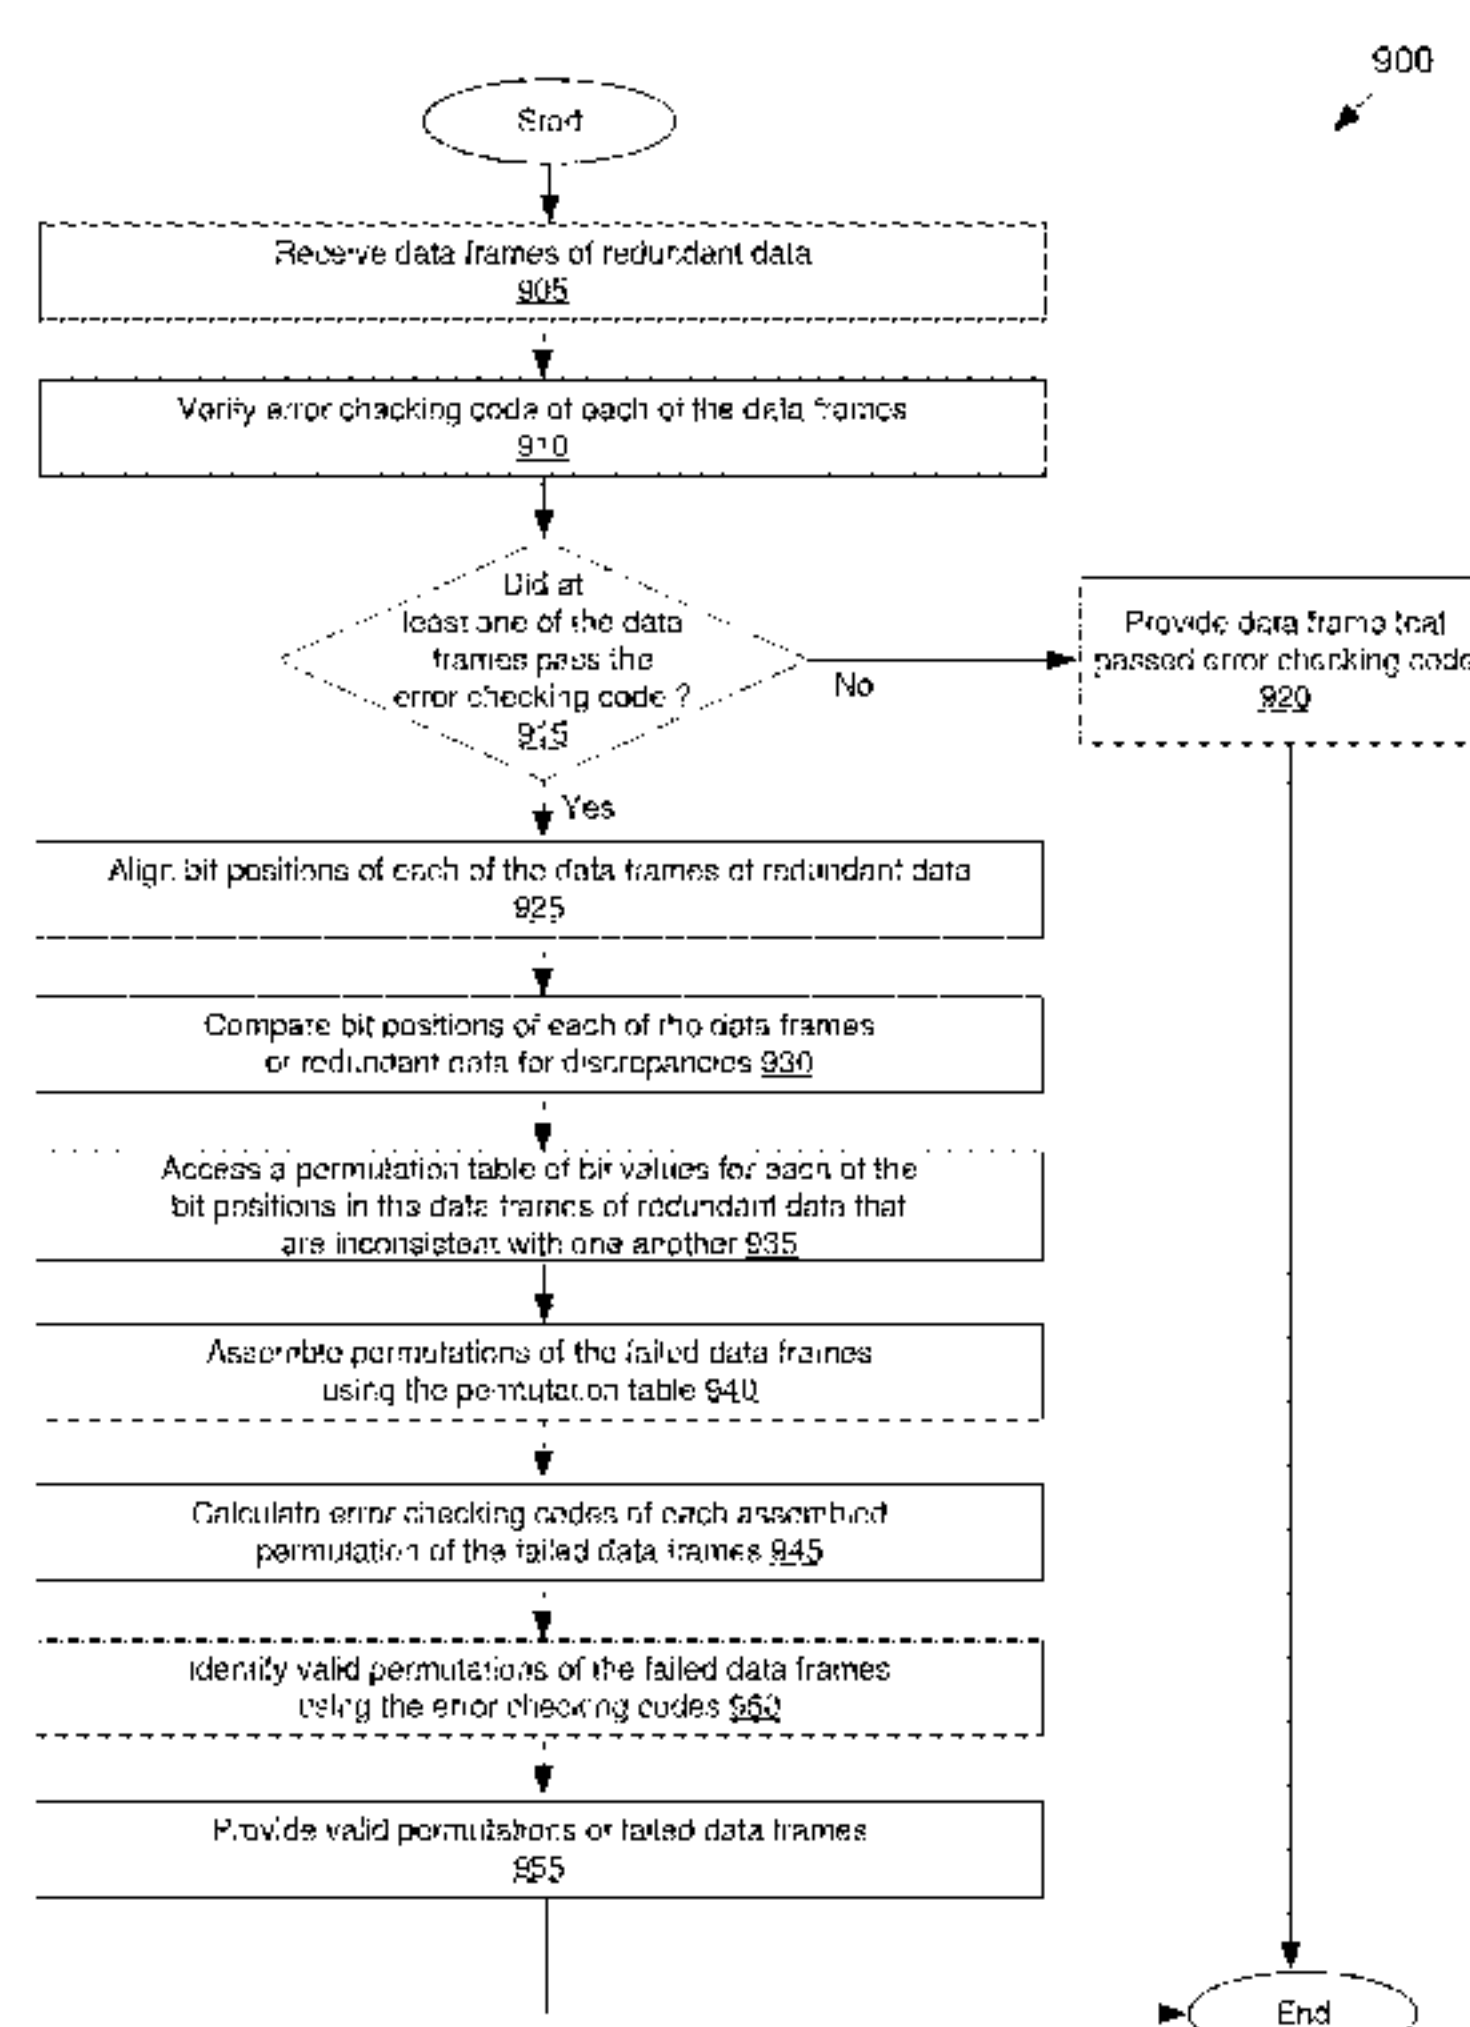 900
Start
Receive data frames of redundant data
905
Verify error checking code of each of the data frames
910
Did at
least one of the data
frames pass the
error checking code ?
915
No
Provide data frame that
passed error checking code
920
Yes
Align bit positions of each of the data frames of redundant data
925
Compare bit positions of each of the data frames
of redundant data for discrepancies 930
Access a permutation table of bit values for each of the
bit positions in the data frames of redundant data that
are inconsistent with one another 935
Assemble permutations of the failed data frames
using the permutation table 940
Calculate error checking codes of each assembled
permutation of the failed data frames 945
Identify valid permutations of the failed data frames
using the error checking codes 950
Provide valid permutations of failed data frames
955
End